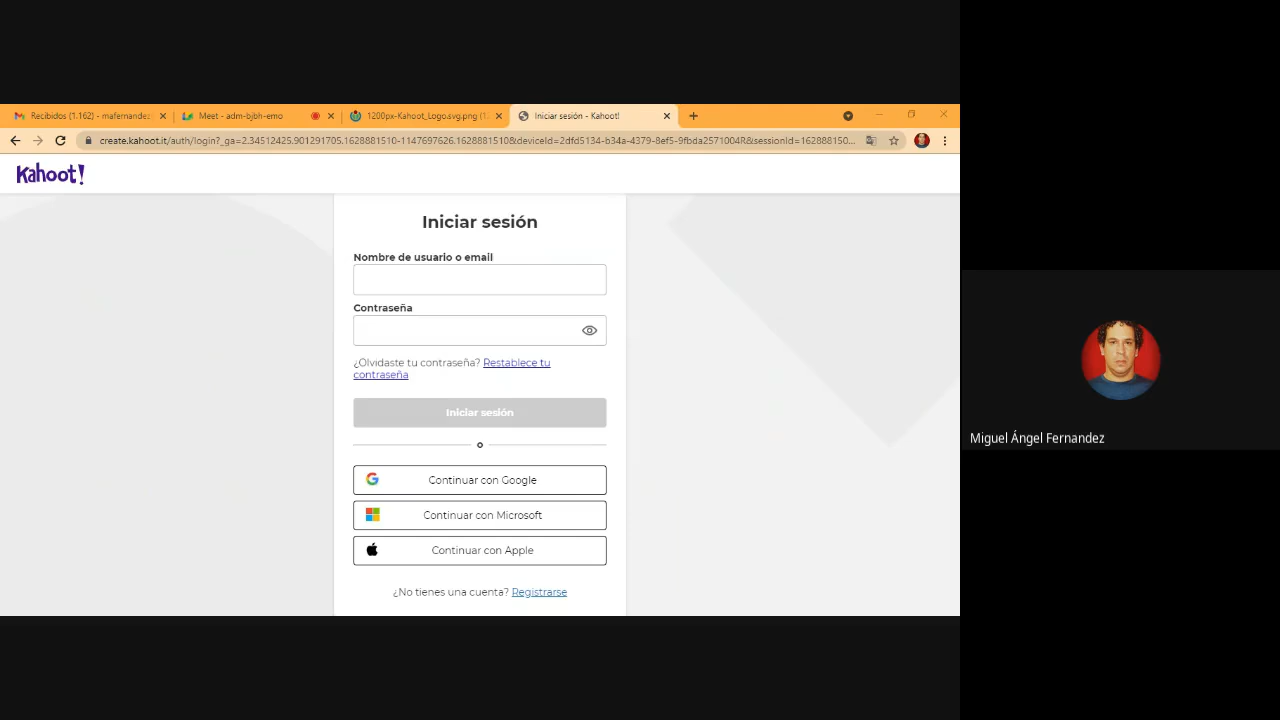 Recibidos (1.162) - mafernandez
Meet - adm-bjbh-emo
1200px-Kahoot_Logo.svg.png (1.
Iniciar sesión - Kahoot!
create.kahoot.it/auth/login?_ga=2.34512425.901291705.1628881510-1147697626.1628881510&deviceId=2dfd5134-b34a-4379-8ef5-9fbda2571004R&sessionId=162888150...
Kahoot!
Iniciar sesión
Nombre de usuario o email
Contraseña
¿Olvidaste tu contraseña? Restablece tu
contraseña
Iniciar sesión
o
Continuar con Google
Continuar con Microsoft
Continuar con Apple
¿No tienes una cuenta? Registrarse
Miguel Ángel Fernandez